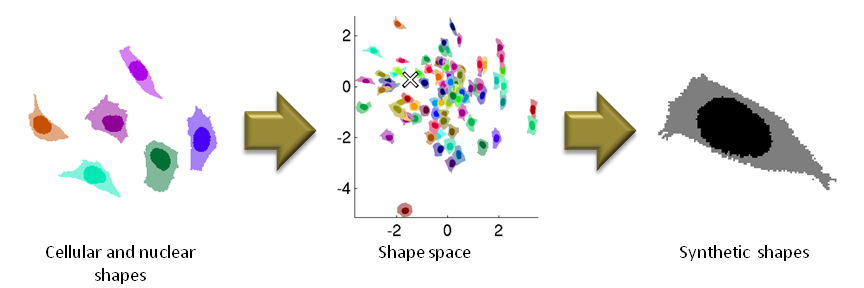 2
0
-2
-4
-2 0 2
Cellular and nuclear
shapes
Shape space
Synthetic shapes